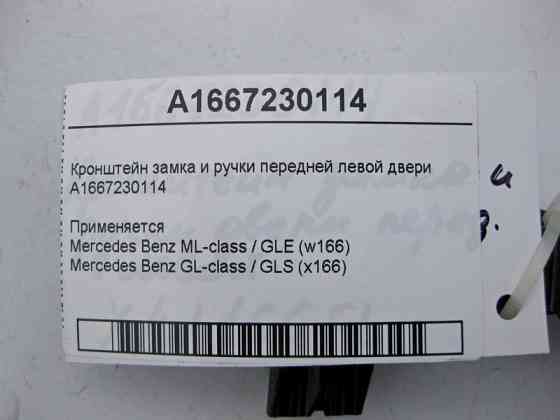 A1667230114
Кронштейн замка и ручки передней левой двери
A1667230114
Применяется
Mercedes Benz ML-class / GLE (w166)
Mercedes Benz GL-class / GLS (x166)
и